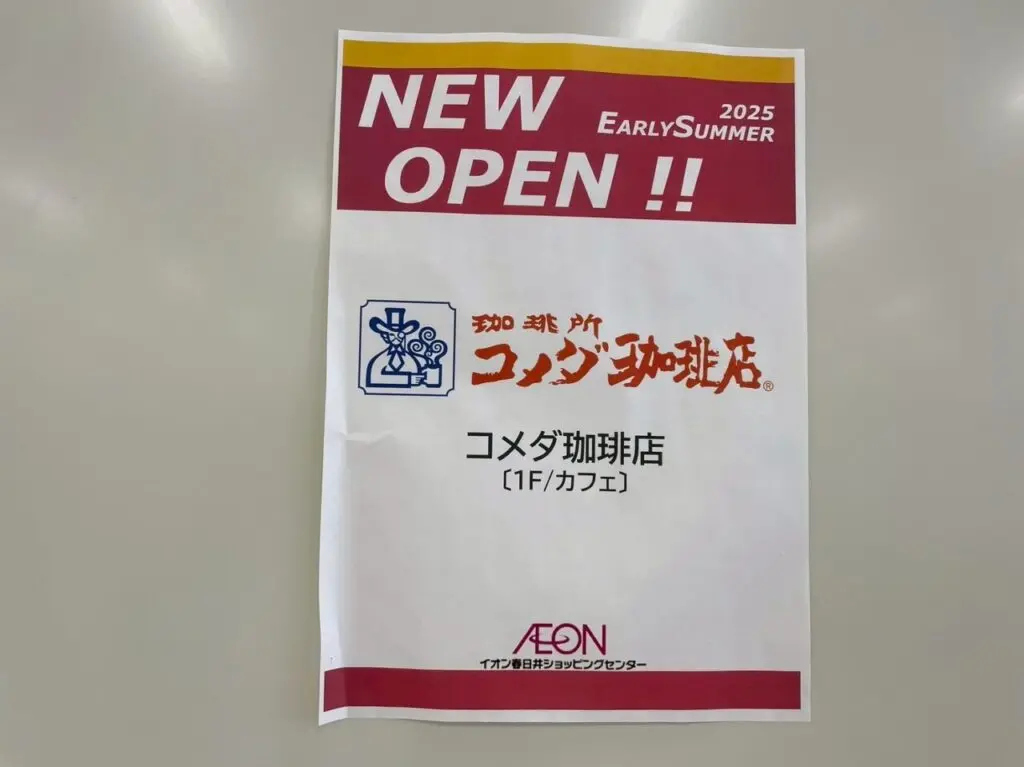 NEW
2025
EARLYSUMMER
OPEN !!
珈琲所
コメダ珈琲店®
コメダ珈琲店
〔1F/カフェ〕
ÆON
イオン春日井ショッピングセンター